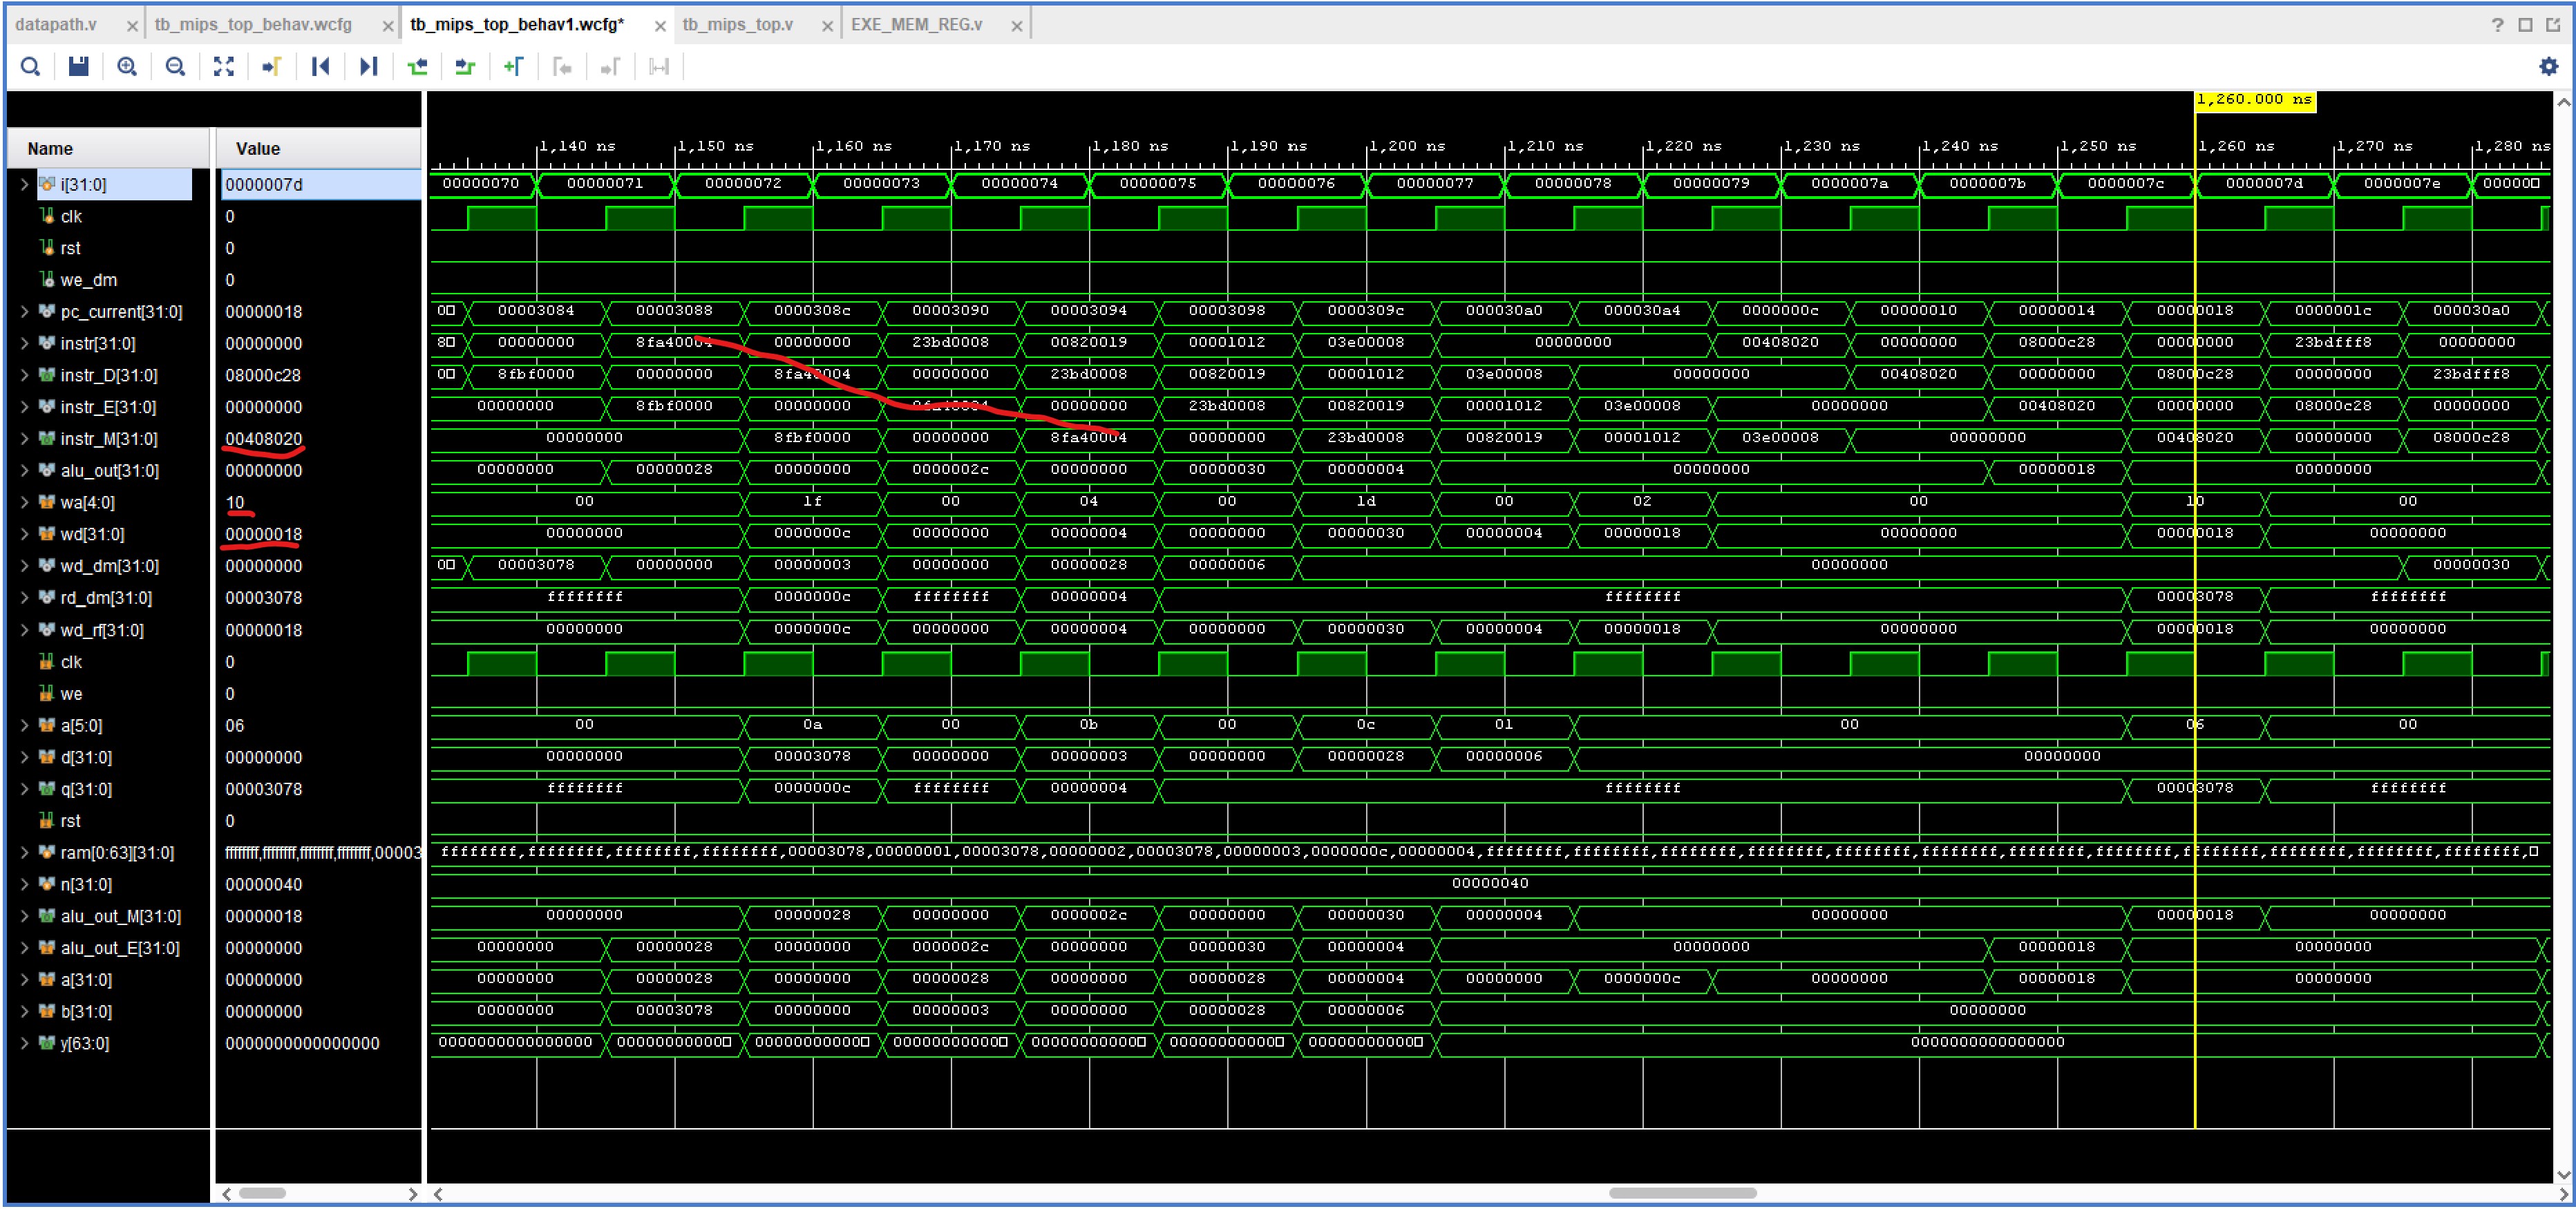 datapath.v tb_mips_top_behav.wcfg tb_mips_top_behav1.wcfg* tb_mips_top.v EXE_MEM_REG.v ?
1,260.000 ns
Name Value 1,140 ns 1,150 ns 1,160 ns 1,170 ns 1,180 ns 1,190 ns 1,200 ns 1,210 ns 1,220 ns 1,230 ns 1,240 ns 1,250 ns 1,260 ns 1,270 ns 1,280 ns
i[31:0] 0000007d 00000070 00000071 00000072 00000073 00000074 00000075 00000076 00000077 00000078 00000079 0000007a 0000007b 0000007c 0000007d 0000007e 000000
clk 0
rst 0
we_dm 0
pc_current[31:0] 00000018 0 00003084 00003088 0000308c 00003090 00003094 00003098 0000309c 000030a0 000030a4 0000000c 00000010 00000014 00000018 0000001c 000030a0
instr[31:0] 00000000 8 00000000 8fa40004 00000000 23bd0008 00820019 00001012 03e00008 00000000 00408020 00000000 08000c28 00000000 23bdfff8 00000000
instr_D[31:0] 08000c28 0 8fbf0000 00000000 8fa40004 00000000 23bd0008 00820019 00001012 03e00008 00000000 00408020 00000000 08000c28 00000000 23bdfff8
instr_E[31:0] 00000000 00000000 8fbf0000 00000000 8fa40004 00000000 23bd0008 00820019 00001012 03e00008 00000000 00408020 00000000 08000c28 00000000
instr_M[31:0] 00408020 00000000 8fbf0000 00000000 8fa40004 00000000 23bd0008 00820019 00001012 03e00008 00000000 00408020 00000000 08000c28
alu_out[31:0] 00000000 00000000 00000028 00000000 0000002c 00000000 00000030 00000004 00000000 00000018 00000000
wa[4:0] 10 00 1f 00 04 00 1d 00 02 00 10 00
wd[31:0] 00000018 00000000 0000000c 00000000 00000004 00000000 00000030 00000004 00000018 00000000 00000018 00000000
wd_dm[31:0] 00000000 0 00003078 00000000 00000003 00000000 00000028 00000006 00000000 00000030
rd_dm[31:0] 00003078 ffffffff 0000000c ffffffff 00000004 ffffffff 00003078 ffffffff
wd_rf[31:0] 00000018 00000000 0000000c 00000000 00000004 00000000 00000030 00000004 00000018 00000000 00000018 00000000
clk 0
we 0
a[5:0] 06 00 0a 00 0b 00 0c 01 00 06 00
d[31:0] 00000000 00000000 00003078 00000000 00000003 00000000 00000028 00000006 00000000
q[31:0] 00003078 ffffffff 0000000c ffffffff 00000004 ffffffff 00003078 ffffffff
rst 0
ram[0:63][31:0] ffffffff,ffffffff,ffffffff,ffffffff,00003 ffffffff,ffffffff,ffffffff,ffffffff,00003078,00000001,00003078,00000002,00003078,00000003,0000000c,00000004,ffffffff,ffffffff,ffffffff,ffffffff,ffffffff,ffffffff,ffffffff,ffffffff,ffffffff,ffffffff,ffffffff,ffffffff,
n[31:0] 00000040 00000040
alu_out_M[31:0] 00000018 00000000 00000028 00000000 0000002c 00000000 00000030 00000004 00000000 00000018 00000000
alu_out_E[31:0] 00000000 00000000 00000028 00000000 0000002c 00000000 00000030 00000004 00000000 00000018 00000000
a[31:0] 00000000 00000000 00000028 00000000 00000028 00000000 00000028 00000004 00000000 0000000c 00000000 00000018 00000000
b[31:0] 00000000 00000000 00003078 00000000 00000003 00000000 00000028 00000006 00000000
y[63:0] 0000000000000000 0000000000000000 000000000000 000000000000 000000000000 000000000000 000000000000 000000000000 0000000000000000